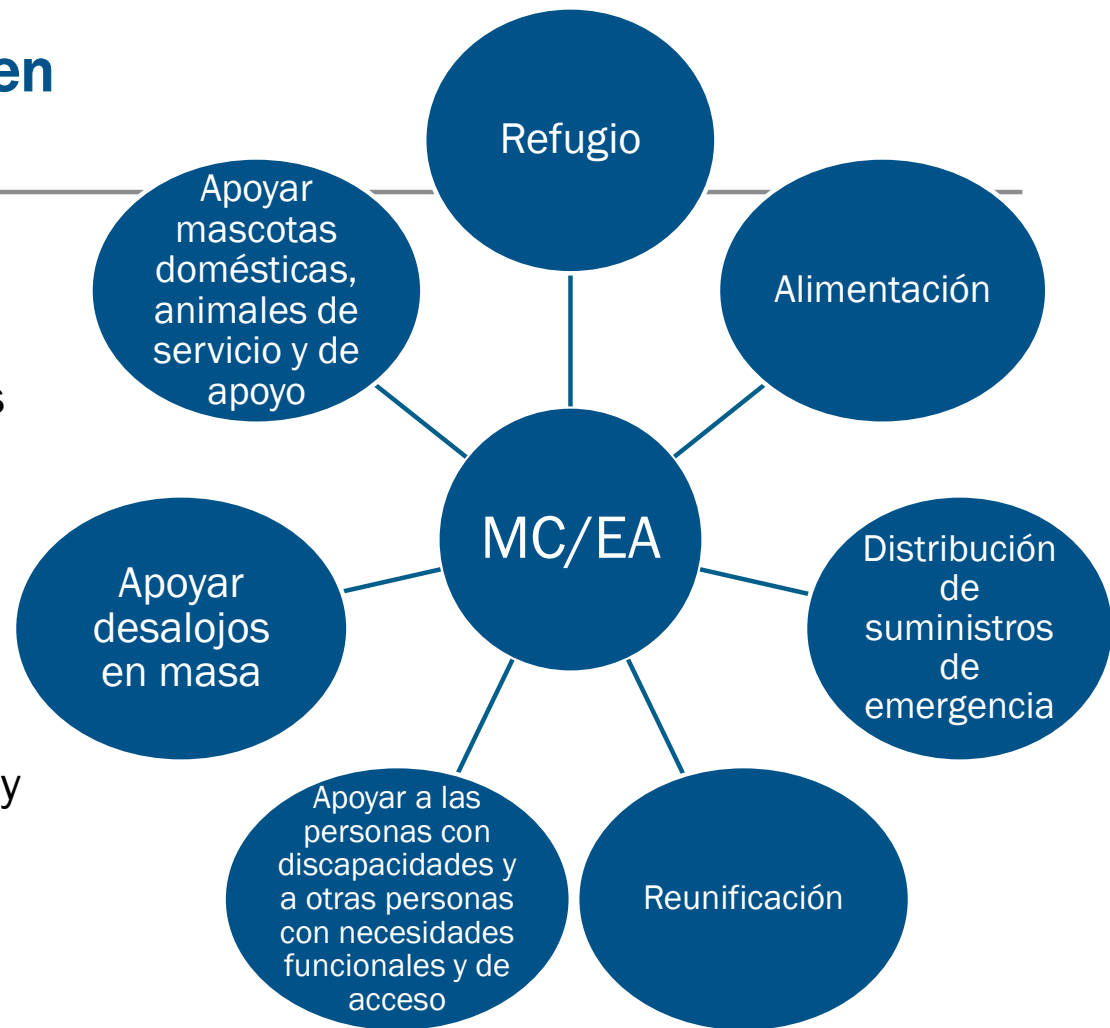 en
Refugio
Apoyar
mascotas
domésticas,
animales de
servicio y de
apoyo
Alimentación
s
MC/EA
Distribución
de
suministros
de
emergencia
Apoyar
desalojos
en masa
y
Apoyar a las
personas con
discapacidades y
a otras personas
con necesidades
funcionales y de
acceso
Reunificación